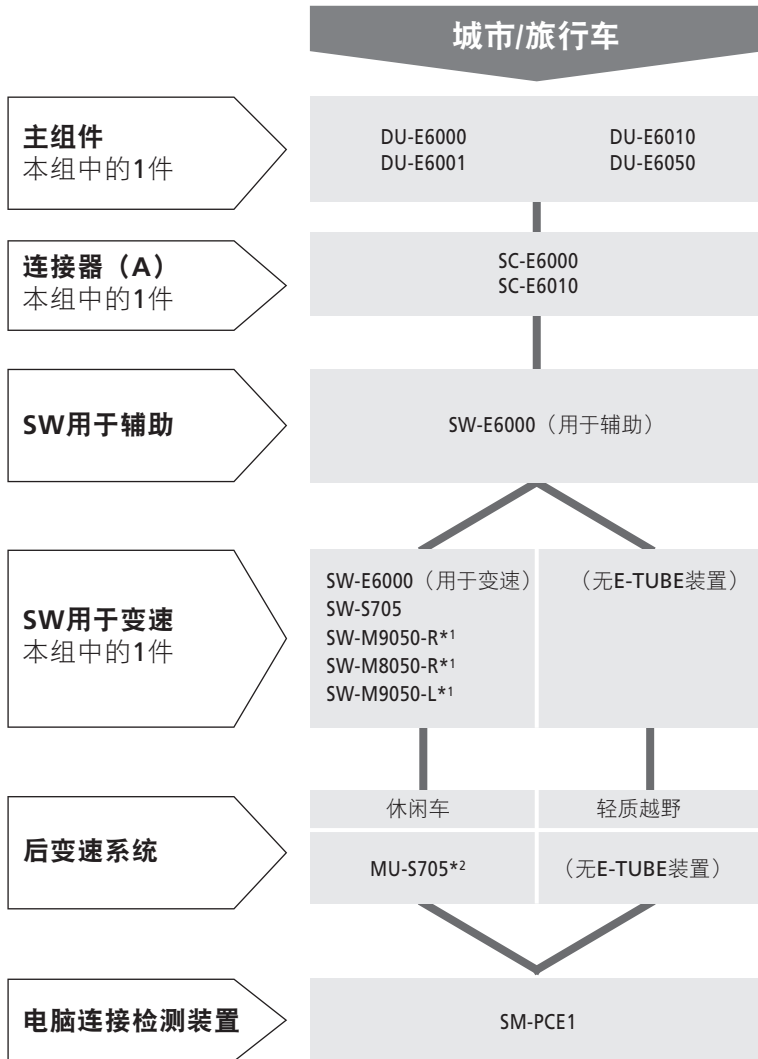 城市/旅行车
主组件
本组中的1件
DU-E6000
DU-E6001
DU-E6010
DU-E6050
连接器（A）
本组中的1件
SC-E6000
SC-E6010
SW用于辅助
SW-E6000（用于辅助）
SW用于变速
本组中的1件
SW-E6000（用于变速）
SW-S705
SW-M9050-R*1
SW-M8050-R*1
SW-M9050-L*1
（无E-TUBE装置）
后变速系统
休闲车
轻质越野
MU-S705*2
（无E-TUBE装置）
电脑连接检测装置
SM-PCE1